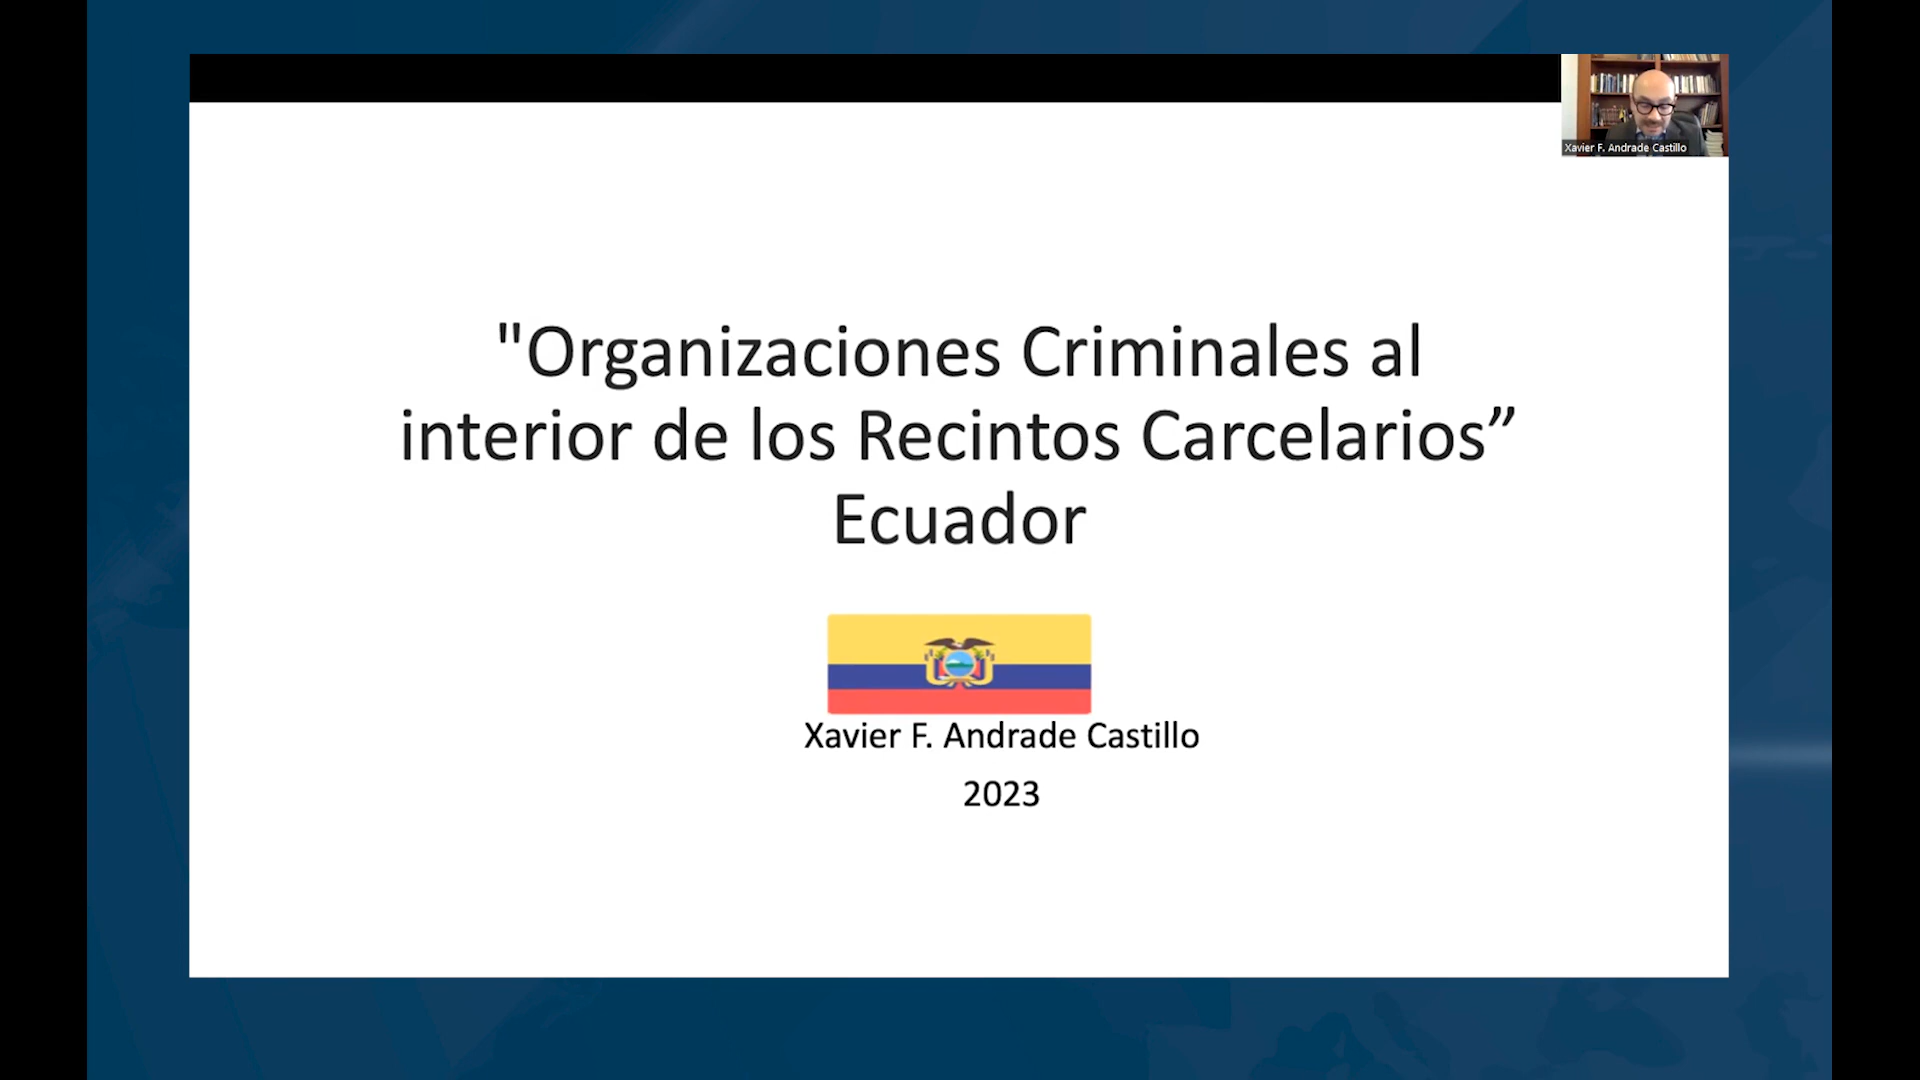 Xavier F. Andrade Castillo
"Organizaciones Criminales al
interior de los Recintos Carcelarios”
Ecuador
Xavier F. Andrade Castillo
2023